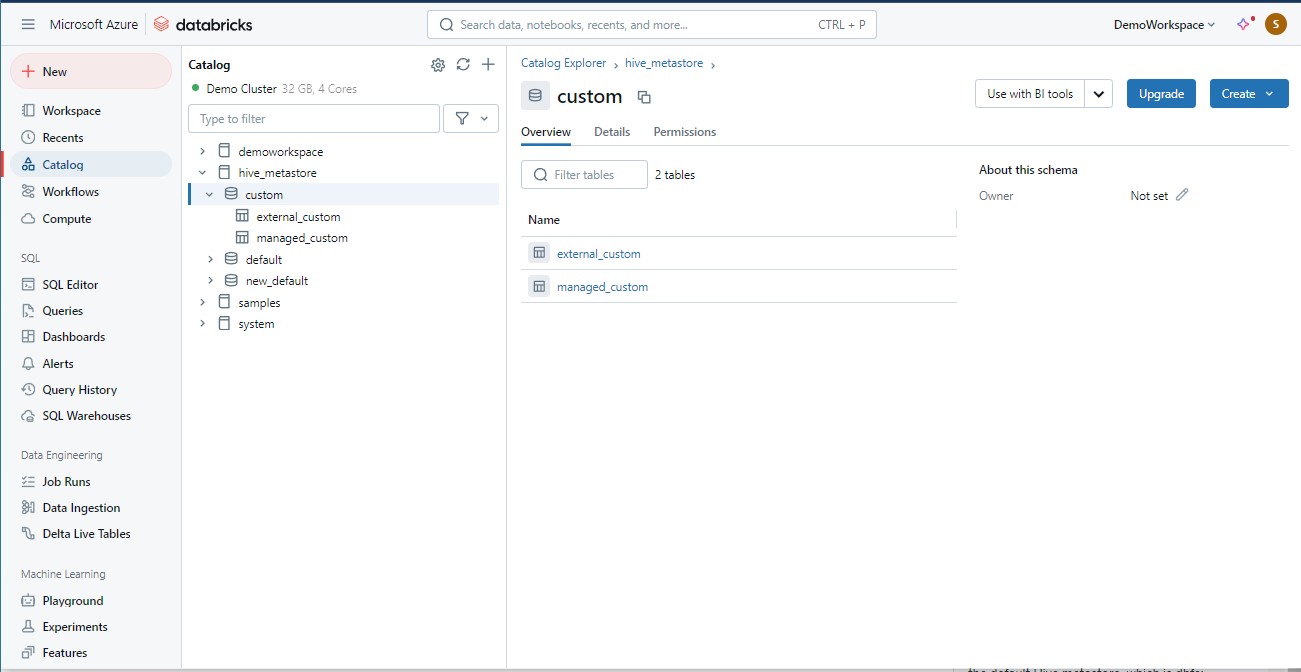 Microsoft Azure
databricks
Search data, notebooks, recents, and more...
CTRL + P
DemoWorkspace
S
New
Workspace
Recents
Catalog
Workflows
Compute
SQL
SQL Editor
Queries
Dashboards
Alerts
Query History
SQL Warehouses
Data Engineering
Job Runs
Data Ingestion
Delta Live Tables
Machine Learning
Playground
Experiments
Features
Catalog
Demo Cluster 32 GB, 4 Cores
Type to filter
demoworkspace
hive_metastore
custom
external_custom
managed_custom
default
new_default
samples
system
Catalog Explorer › hive_metastore ›
custom
Use with BI tools
Upgrade
Create
Overview
Details
Permissions
Filter tables
2 tables
Name
external_custom
managed_custom
About this schema
Owner
Not set